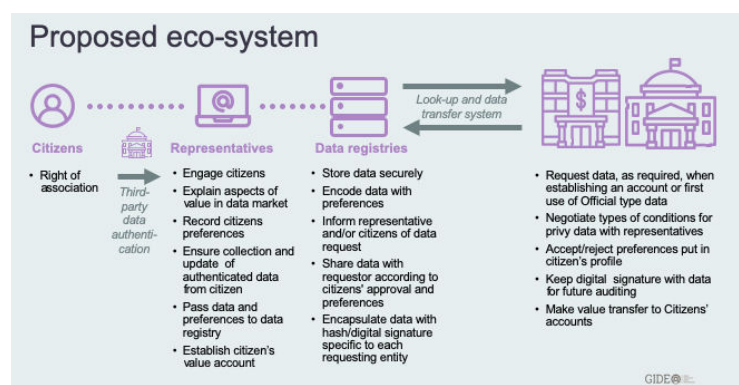 Proposed eco-system
Look-up and data
transfer system
Citizens
Representatives
Data registries
• Right of
association
Third-
party
data
authenti-
cation
• Engage citizens
• Explain aspects of
value in data market
• Record citizens
preferences
• Ensure collection and
update of
authenticated data
from citizen
• Pass data and
preferences to data
registry
• Establish citizen's
value account
• Store data securely
• Encode data with
preferences
• Inform representative
and/or citizens of data
request
• Share data with
requestor according to
citizens' approval and
preferences
• Encapsulate data with
hash/digital signature
specific to each
requesting entity
• Request data, as required, when
establishing an account or first
use of Official type data
• Negotiate types of conditions for
privy data with representatives
• Accept/reject preferences put in
citizen's profile
• Keep digital signature with data
for future auditing
• Make value transfer to Citizens'
accounts
GIDE